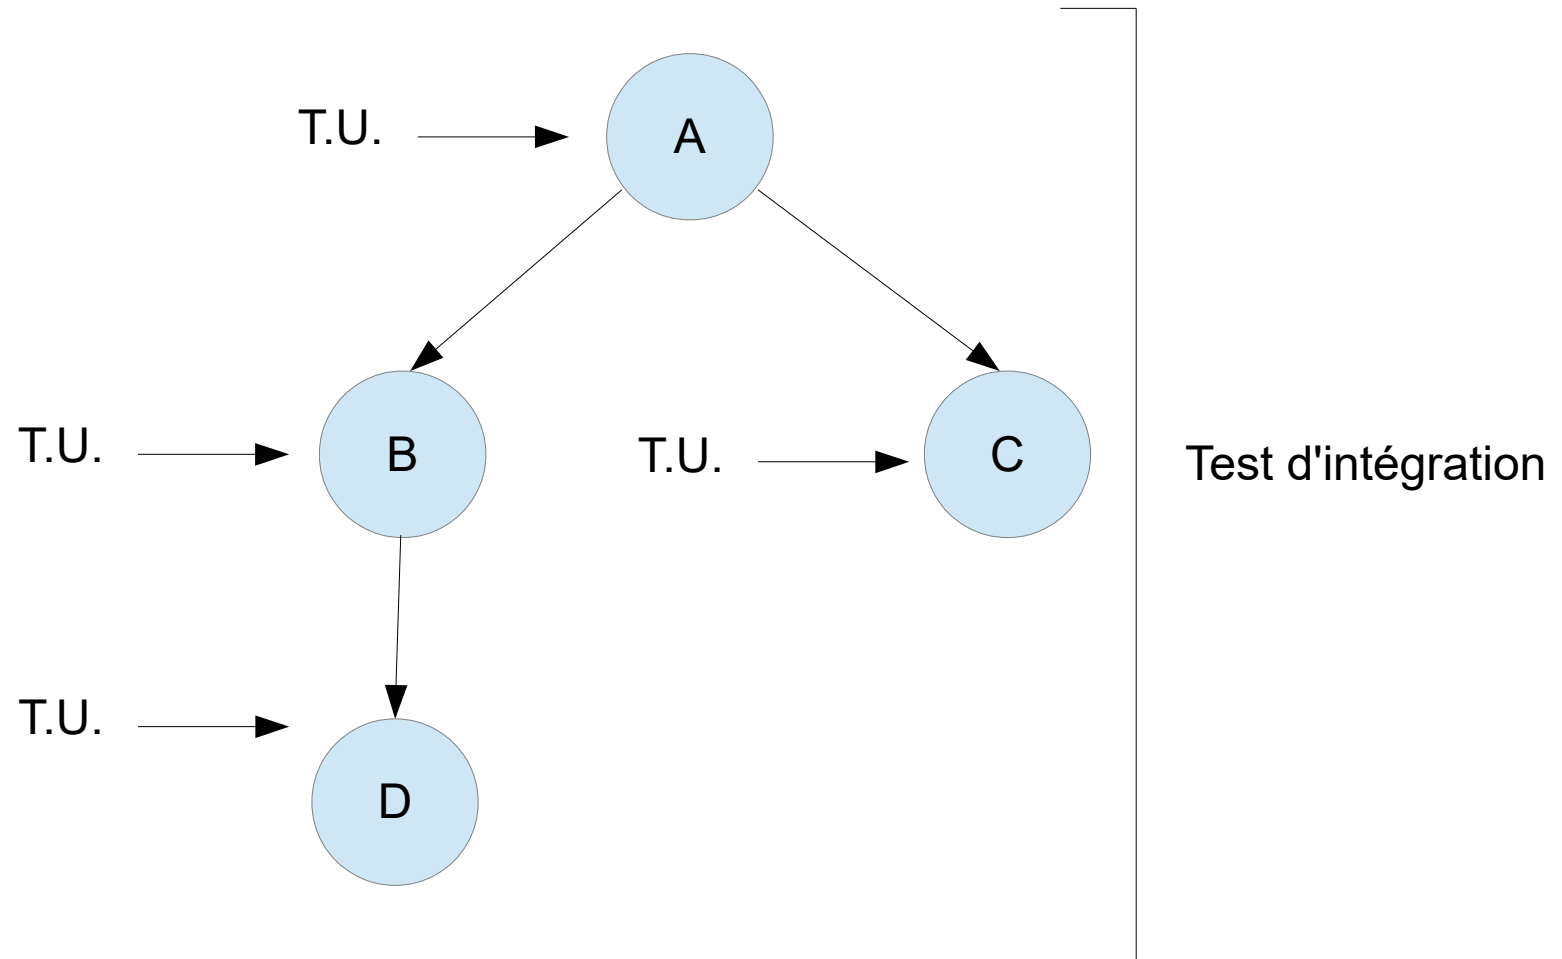 T.U.
A
T.U.
B
T.U.
C
Test d'intégration
T.U.
D